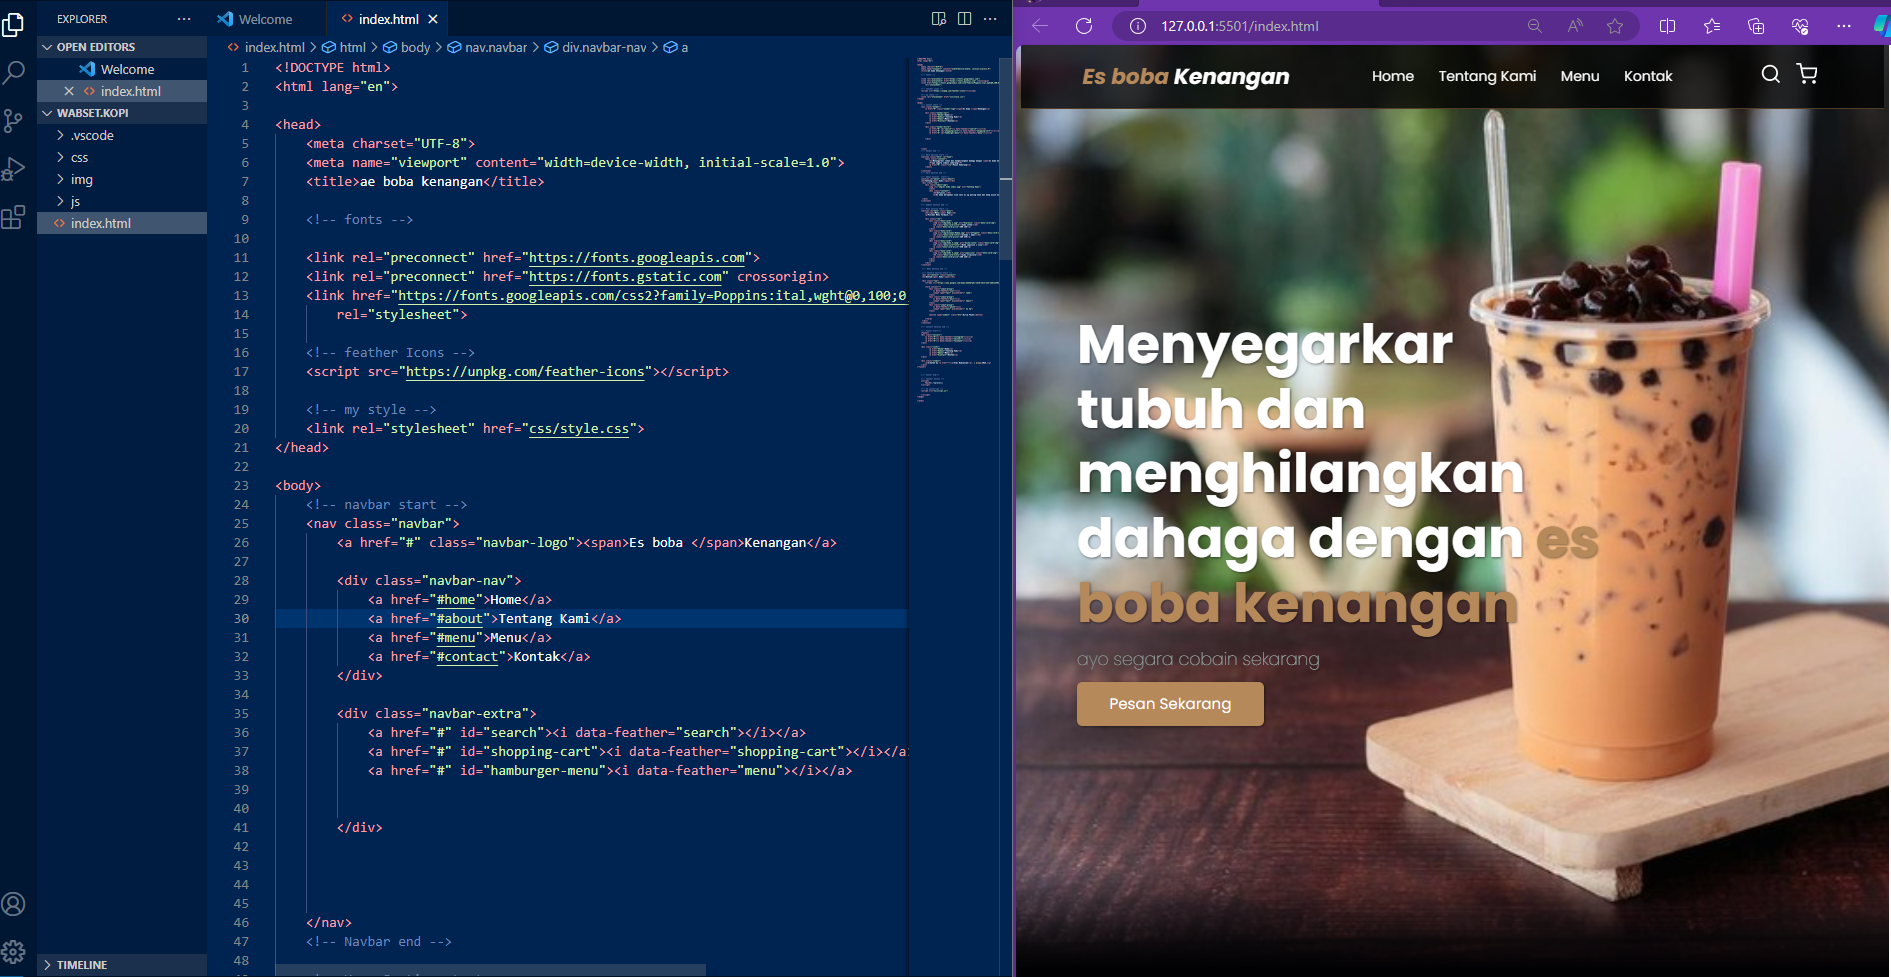 EXPLORER
OPEN EDITORS
Welcome
index.html
WABSET.KOPI
.vscode
css
img
js
index.html
TIMELINE
Welcome
index.html
index.html > html > body > nav.navbar > div.navbar-nav > a
1 <!DOCTYPE html>
2 <html lang="en">
3
4 <head>
5 <meta charset="UTF-8">
6 <meta name="viewport" content="width=device-width, initial-scale=1.0">
7 <title>ae boba kenangan</title>
8
9 <!-- fonts -->
10
11 <link rel="preconnect" href="https://fonts.googleapis.com">
12 <link rel="preconnect" href="https://fonts.gstatic.com" crossorigin>
13 <link href="https://fonts.googleapis.com/css2?family=Poppins:ital,wght@0,100;0
14 rel="stylesheet">
15
16 <!-- feather Icons -->
17 <script src="https://unpkg.com/feather-icons"></script>
18
19 <!-- my style -->
20 <link rel="stylesheet" href="css/style.css">
21 </head>
22
23 <body>
24 <!-- navbar start -->
25 <nav class="navbar">
26 <a href="#" class="navbar-logo"><span>Es boba </span>Kenangan</a>
27
28 <div class="navbar-nav">
29 <a href="#home">Home</a>
30 <a href="#about">Tentang Kami</a>
31 <a href="#menu">Menu</a>
32 <a href="#contact">Kontak</a>
33 </div>
34
35 <div class="navbar-extra">
36 <a href="#" id="search"><i data-feather="search"></i></a>
37 <a href="#" id="shopping-cart"><i data-feather="shopping-cart"></i></a
38 <a href="#" id="hamburger-menu"><i data-feather="menu"></i></a>
39
40
41 </div>
42
43
44
45
46 </nav>
47 <!-- Navbar end -->
48
127.0.0.1:5501/index.html
Es boba Kenangan
Home Tentang Kami Menu Kontak
Menyegarkar
tubuh dan
menghilangkan
dahaga dengan es
boba kenangan
ayo segara cobain sekarang
Pesan Sekarang